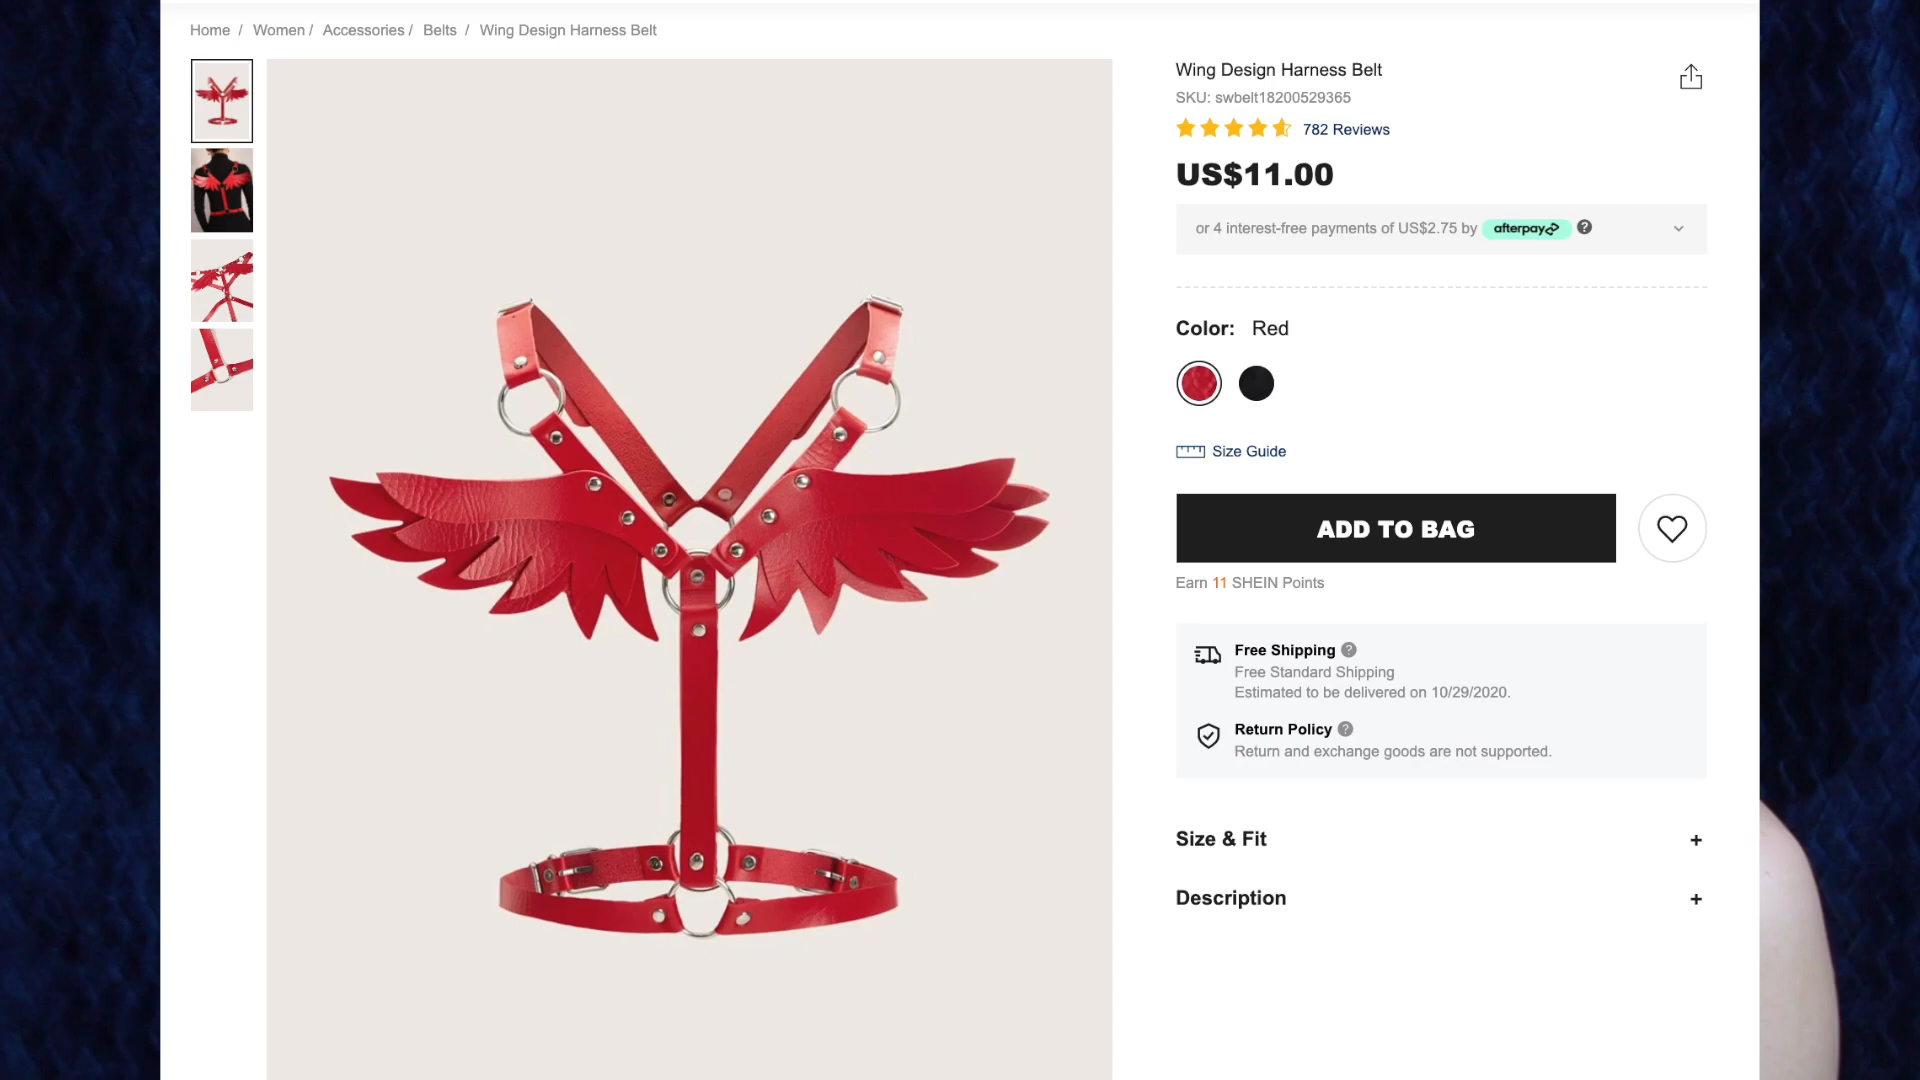 Home / Women / Accessories / Belts / Wing Design Harness Belt
Wing Design Harness Belt
SKU: swbelt18200529365
782 Reviews
US$11.00
or 4 interest-free payments of US$2.75 by afterpay
Color: Red
Size Guide
ADD TO BAG
Earn 11 SHEIN Points
Free Shipping ?
Free Standard Shipping
Estimated to be delivered on 10/29/2020.
Return Policy ?
Return and exchange goods are not supported.
Size & Fit +
Description +